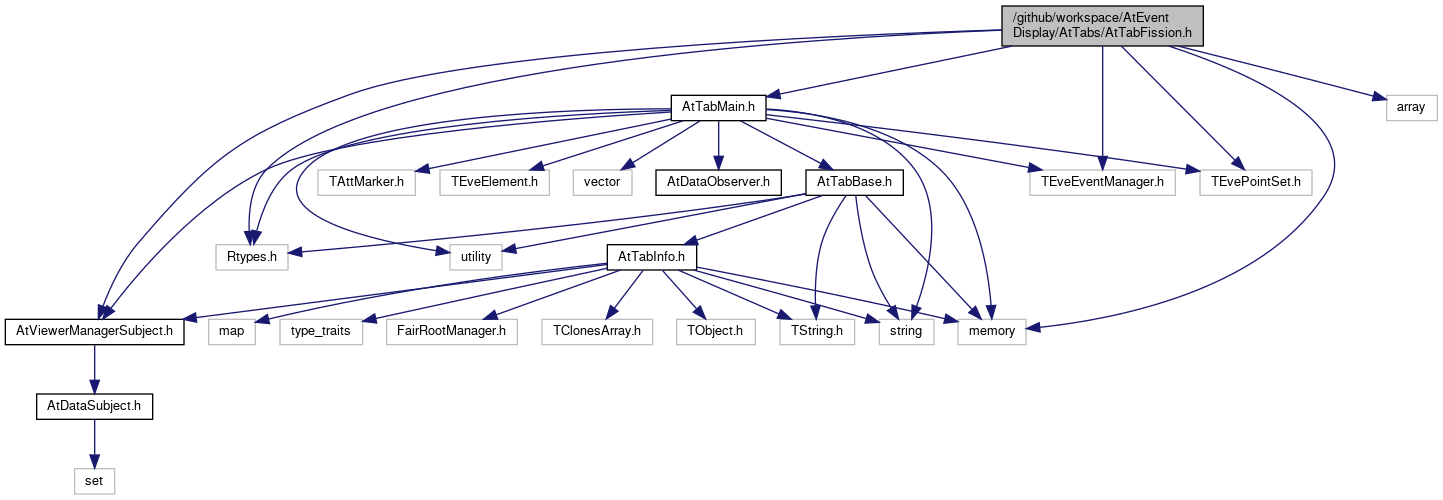 /github/workspace/AtEvent
Display/AtTabs/AtTabFission.h
AtTabMain.h
array
TAttMarker.h
TEveElement.h
vector
AtDataObserver.h
AtTabBase.h
TEveEventManager.h
TEvePointSet.h
Rtypes.h
utility
AtTabInfo.h
AtViewerManagerSubject.h
map
type_traits
FairRootManager.h
TClonesArray.h
TObject.h
TString.h
string
memory
AtDataSubject.h
set